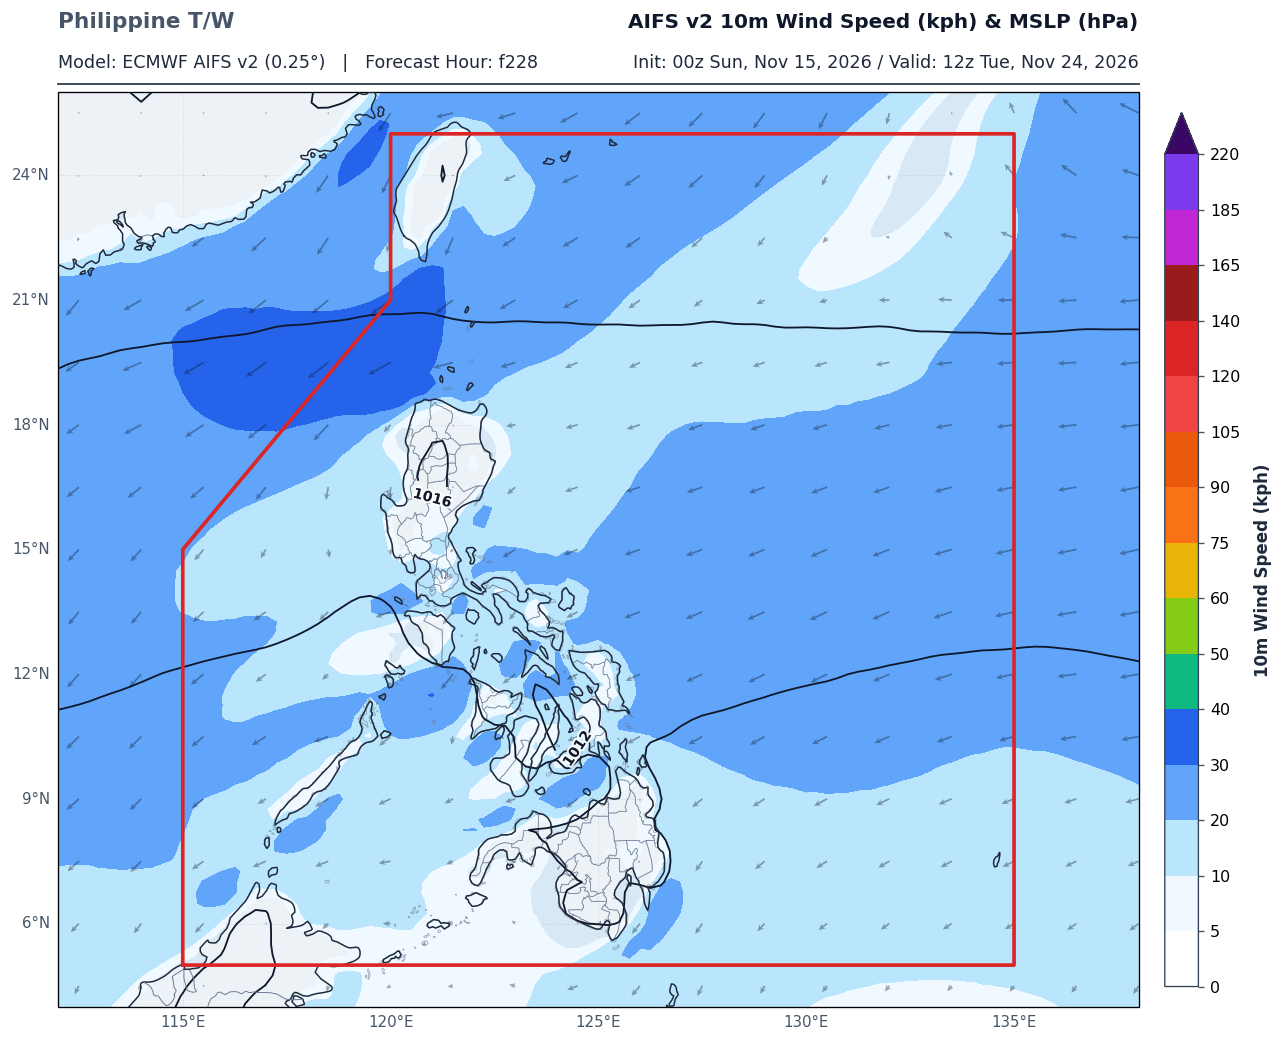 Philippine T/W
AIFS v2 10m Wind Speed (kph) & MSLP (hPa)
Model: ECMWF AIFS v2 (0.25°) | Forecast Hour: f228
Init: 00z Sun, Nov 15, 2026 / Valid: 12z Tue, Nov 24, 2026
24°N
21°N
18°N
15°N
12°N
9°N
6°N
1016
1012
115°E
120°E
125°E
130°E
135°E
220
185
165
140
120
105
90
75
60
50
40
30
20
10
5
0
10m Wind Speed (kph)